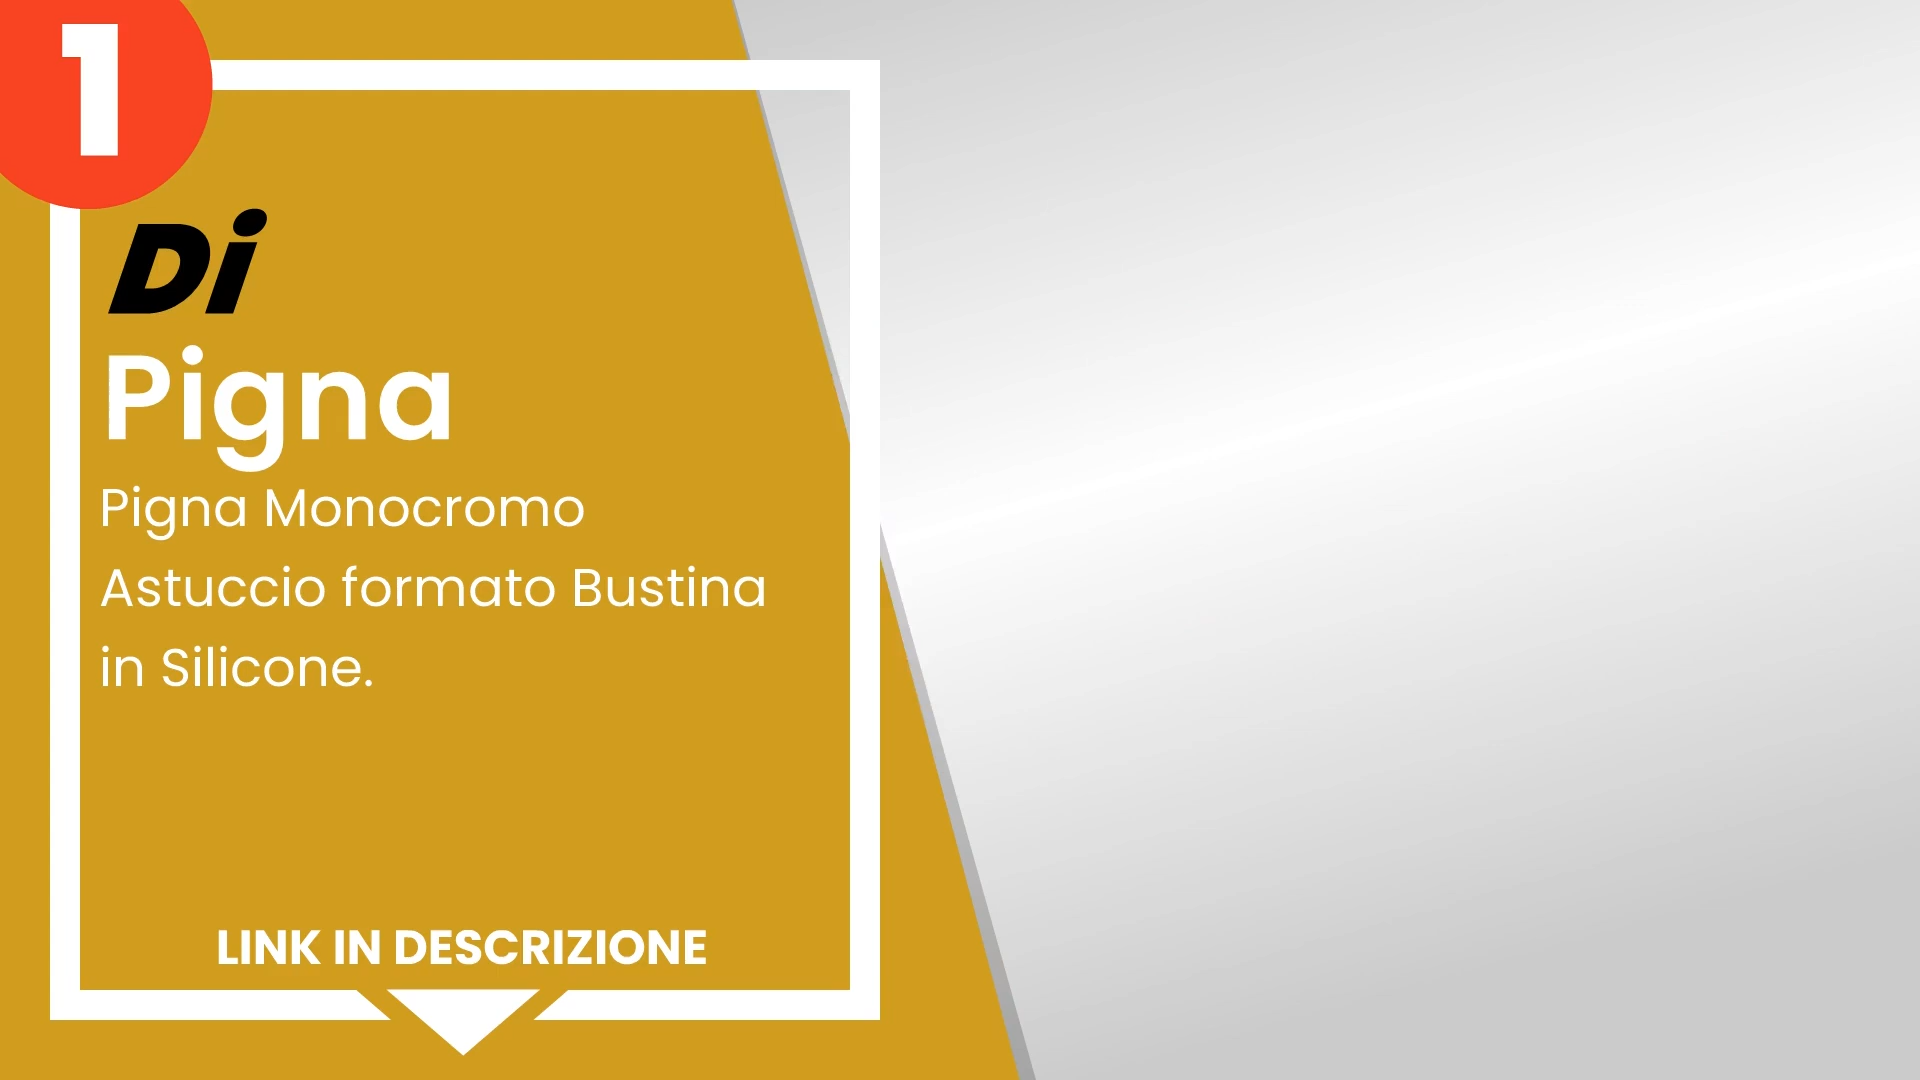 1
Di
Pigna
Pigna Monocromo
Astuccio formato Bustina
in Silicone.
LINK IN DESCRIZIONE